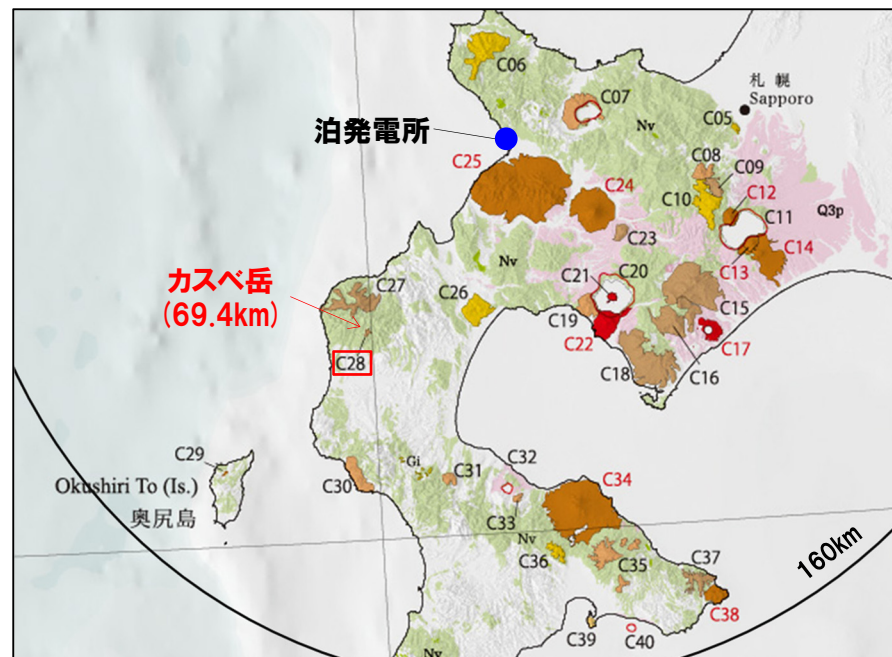 C06
C07
札 幌
Sapporo
C05
泊発電所
Nv
C25
C08
C09
C24
C10
C12
C11
Q3p
C23
C14
C13
Nv
C21
C20
カスベ岳
(69.4km)
C27
C26
C15
C19
C22
C17
C28
C18
C16
C29
Gi
C32
C31
C34
Okushiri To (Is.)
奥尻島
C30
C33
Nv
C36
C35
C37
160km
C38
C39
C40
Nv